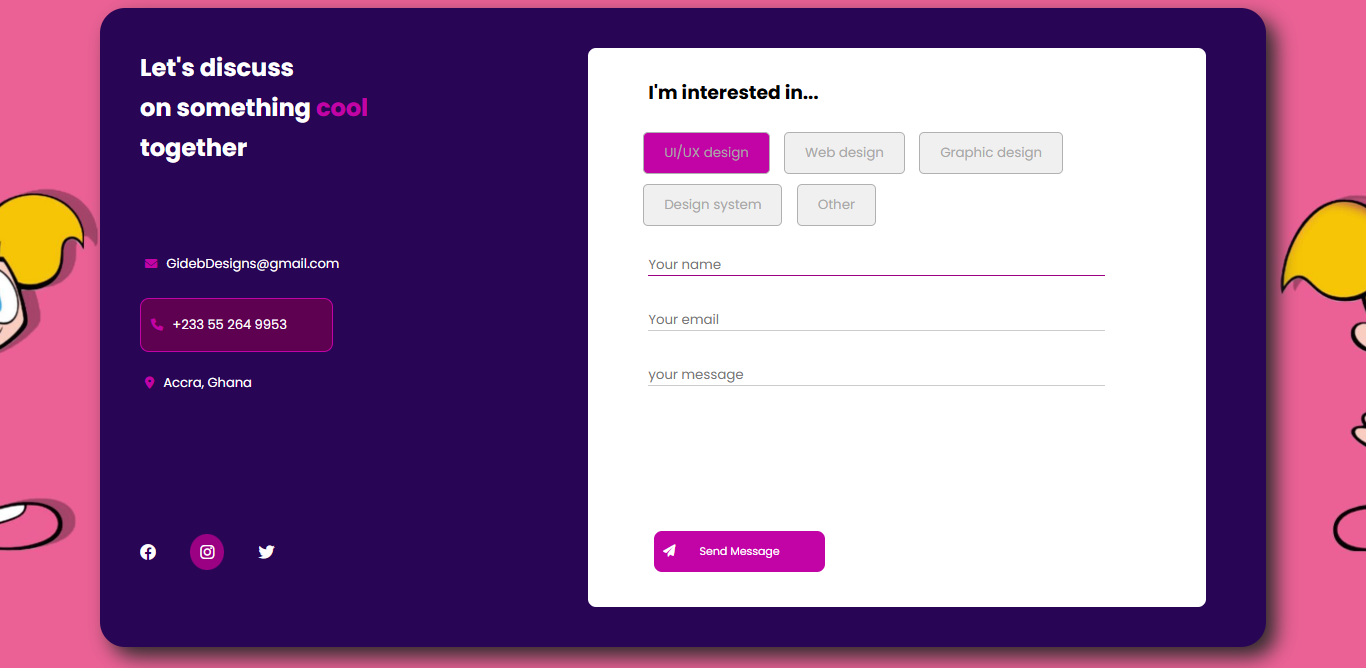 Let's discuss
on something cool
together
GidebDesigns@gmail.com
+233 55 264 9953
Accra, Ghana
I'm interested in...
UI/UX design
Web design
Graphic design
Design system
Other
Your name
Your email
your message
Send Message